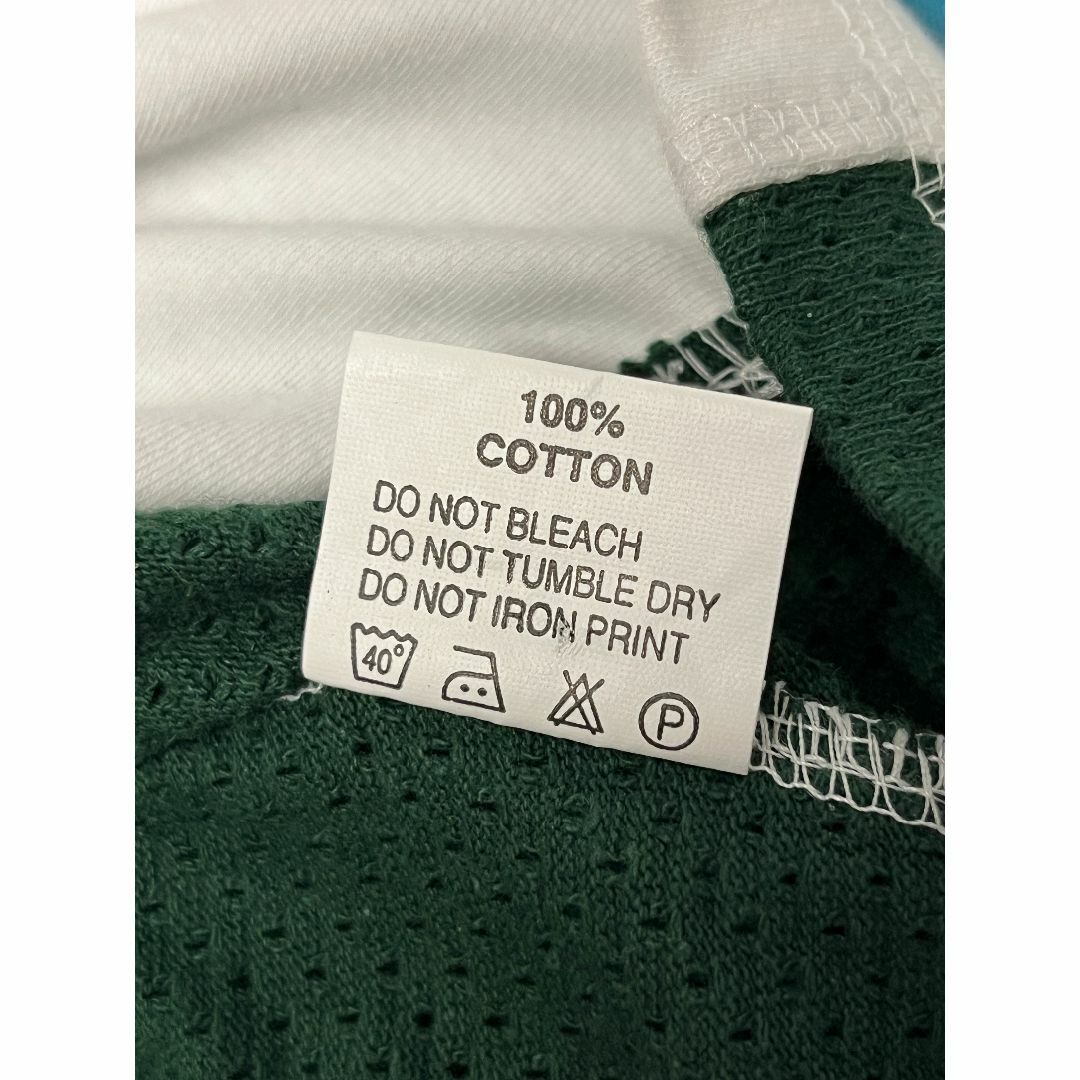 100%
COTTON
DO NOT BLEACH
DO NOT TUMBLE DRY
DO NOT IRON PRINT
40°
P